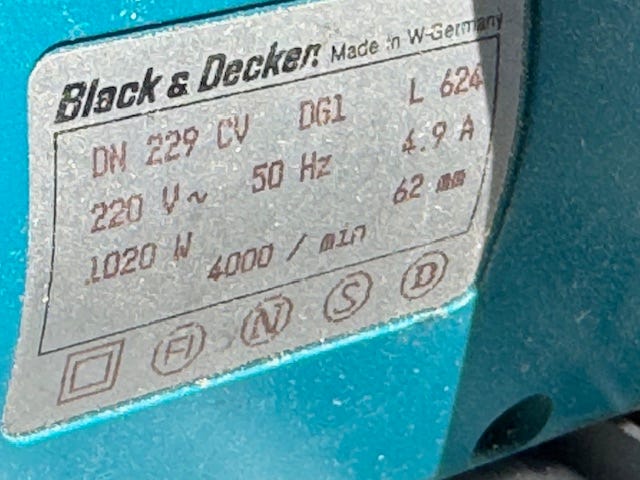 Black & Decker. Made in W-Germany
DN 229 CV DG1 L 624
220 V~ 50 Hz 4.9 A
1020 W 4000 / min 62 mm
FI N S D